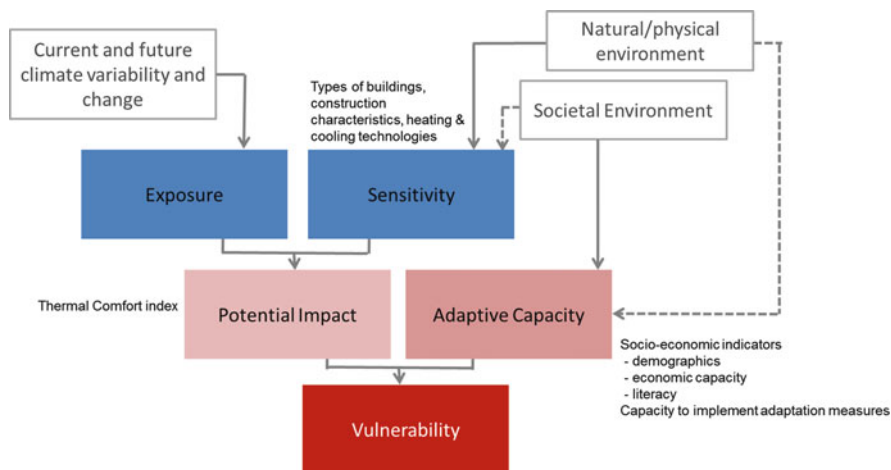 Natural/physical
environment
Current and future
climate variability and
change
Types of buildings,
construction
characteristics, heating &
cooling technologies
Societal Environment
Exposure
Sensitivity
Thermal Comfort index
Potential Impact
Adaptive Capacity
Socio-economic indicators
- demographics
- economic capacity
- literacy
Capacity to implement adaptation measures
Vulnerability